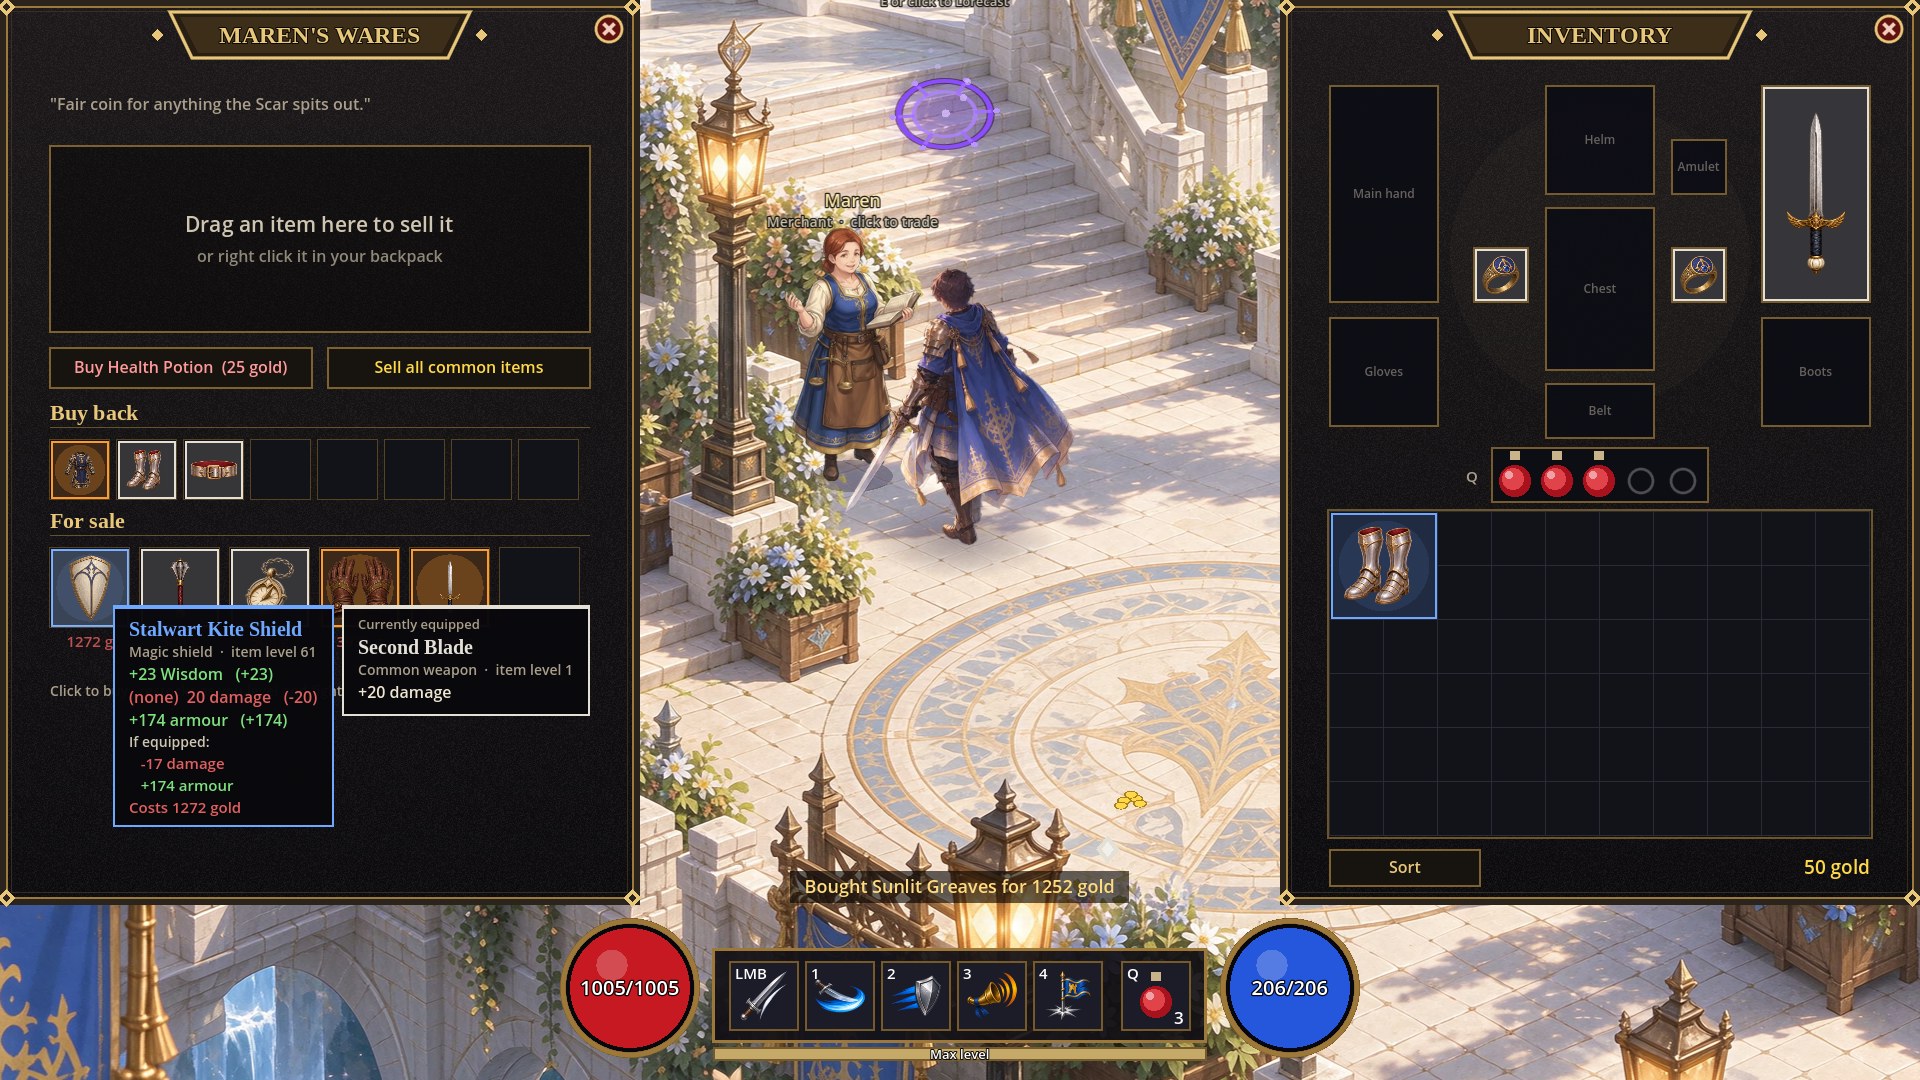 MAREN'S WARES
"Fair coin for anything the Scar spits out."
Drag an item here to sell it
or right click it in your backpack
Buy Health Potion (25 gold)
Sell all common items
Buy back
For sale
1272 g
Click to b
Stalwart Kite Shield
Magic shield · item level 61
+23 Wisdom (+23)
(none) 20 damage (-20)
+174 armour (+174)
If equipped:
-17 damage
+174 armour
Costs 1272 gold
Currently equipped
Second Blade
Common weapon · item level 1
+20 damage
E or click to Forecast
Maren
Merchant · click to trade
Bought Sunlit Greaves for 1252 gold
INVENTORY
Main hand
Helm
Amulet
Chest
Gloves
Boots
Belt
Q
Sort
50 gold
1005/1005
LMB
1
2
3
4
Q
3
206/206
Max level